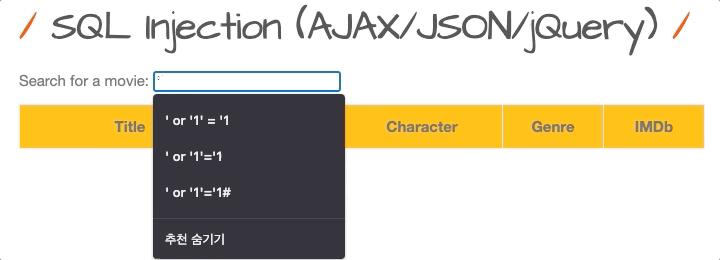 / SQL Injection (AJAX/JSON/jQuery) /
Search for a movie:
Title Character Genre IMDb
' or '1' = '1
' or '1'='1
' or '1'='1#
추천 숨기기